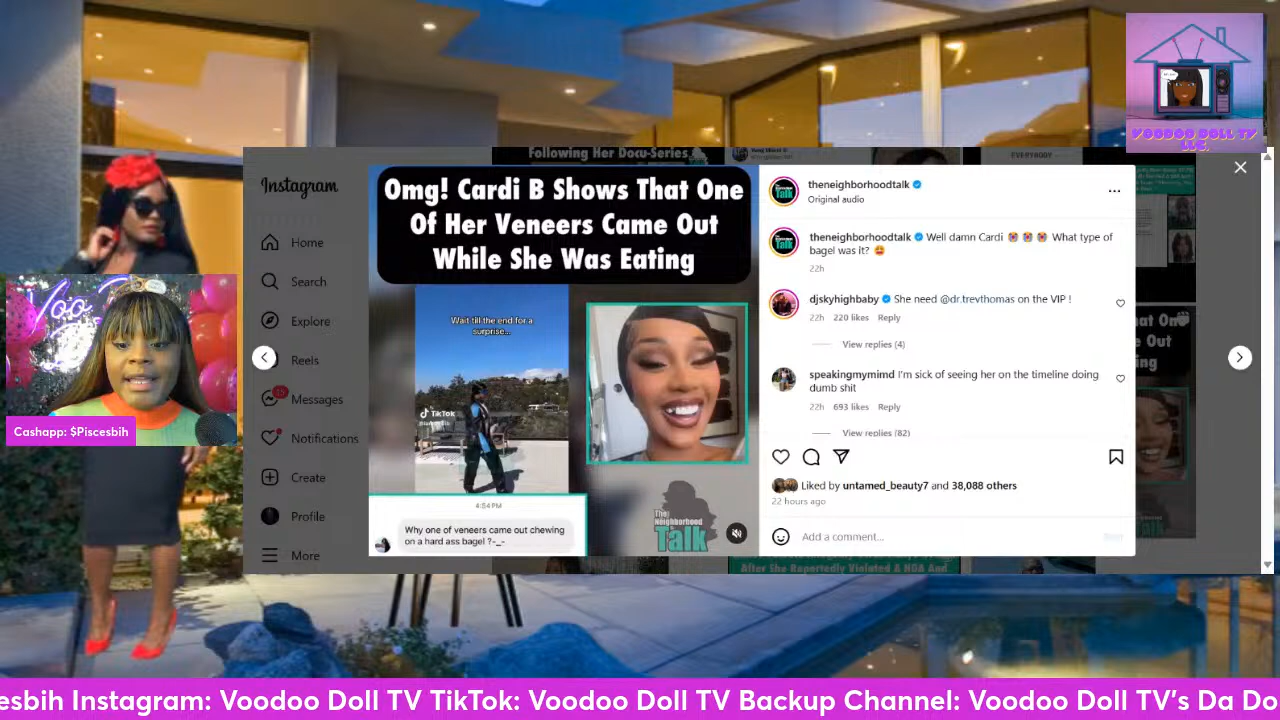 VOODOO DOLL TV
LLC.
Following Her Docu-Series
EVERYBODY
Instagram
Home
Search
Explore
Reels
Messages
Notifications
Create
Profile
More
Omg! Cardi B Shows That One
Of Her Veneers Came Out
While She Was Eating
Wait till the end for a
surprise...
TikTok
4:54 PM
Why one of veneers came out chewing
on a hard ass bagel ?-_-
The
Neighborhood
Talk
theneighborhoodtalk
Original audio
theneighborhoodtalk Well damn Cardi 😭 😭 😭 What type of
bagel was it? 🤩
22h
djskyhighbaby She need @dr.trevthomas on the VIP !
22h 220 likes Reply
View replies (4)
speakingmymimd I'm sick of seeing her on the timeline doing
dumb shit
22h 693 likes Reply
View replies (82)
Liked by untamed_beauty7 and 38,088 others
22 hours ago
Add a comment...
Post
After She Reportedly Violated A NDA And
Cashapp: $Piscesbih
esbih Instagram: Voodoo Doll TV TikTok: Voodoo Doll TV Backup Channel: Voodoo Doll TV's Da Do